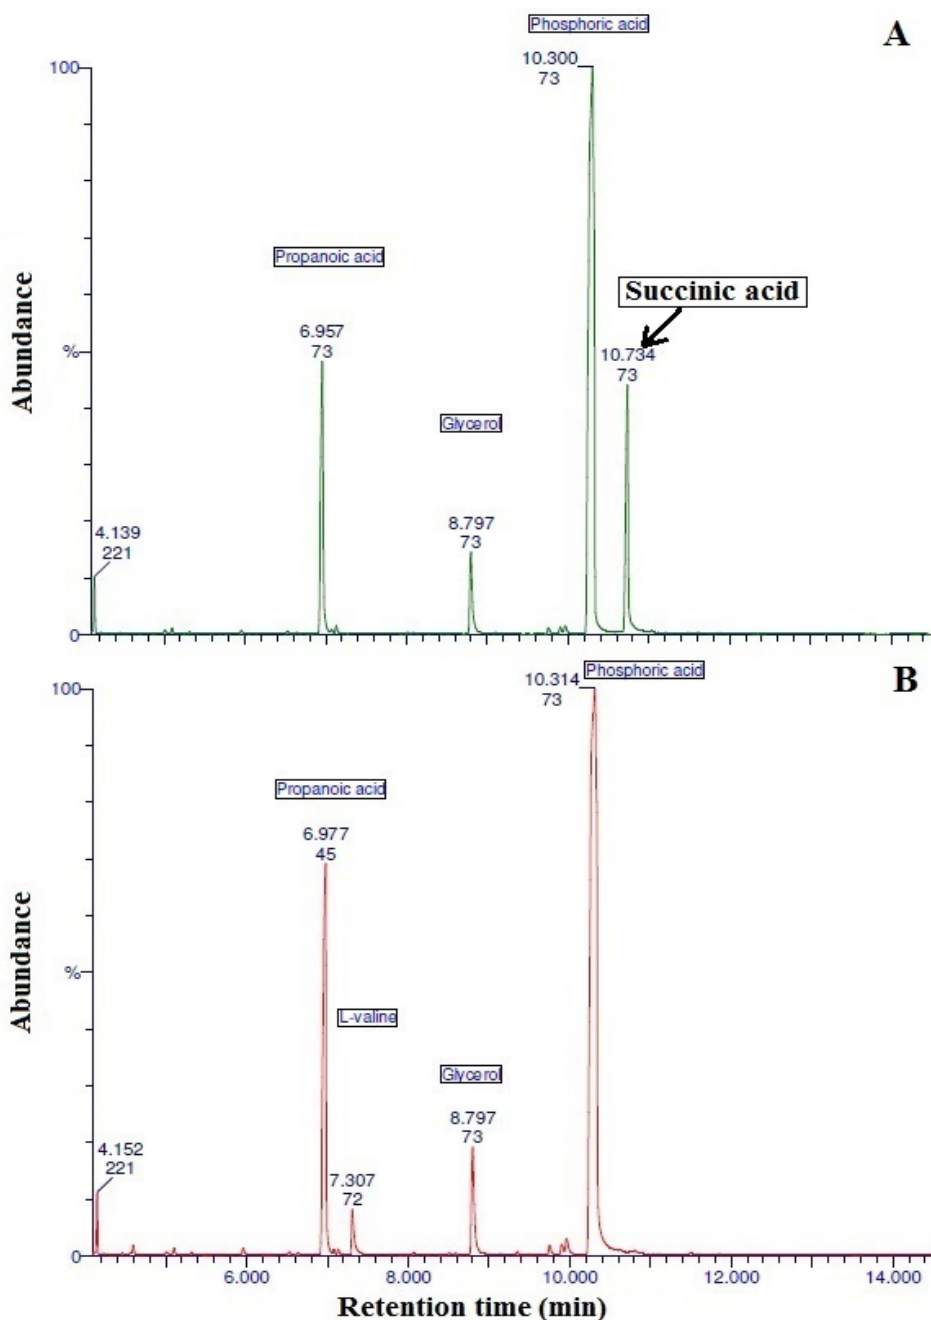 A
Phosphoric acid
10.300
73
100
Propanoic acid
Succinic acid
6.957
73
10.734
73
%
Abundance
Glycerol
8.797
73
4.139
221
0
B
Phosphoric acid
10.314
73
100
Propanoic acid
6.977
45
%
Abundance
L-valine
Glycerol
8.797
73
4.152
221
7.307
72
0
6.000 8.000 10.000 12.000 14.000
Retention time (min)